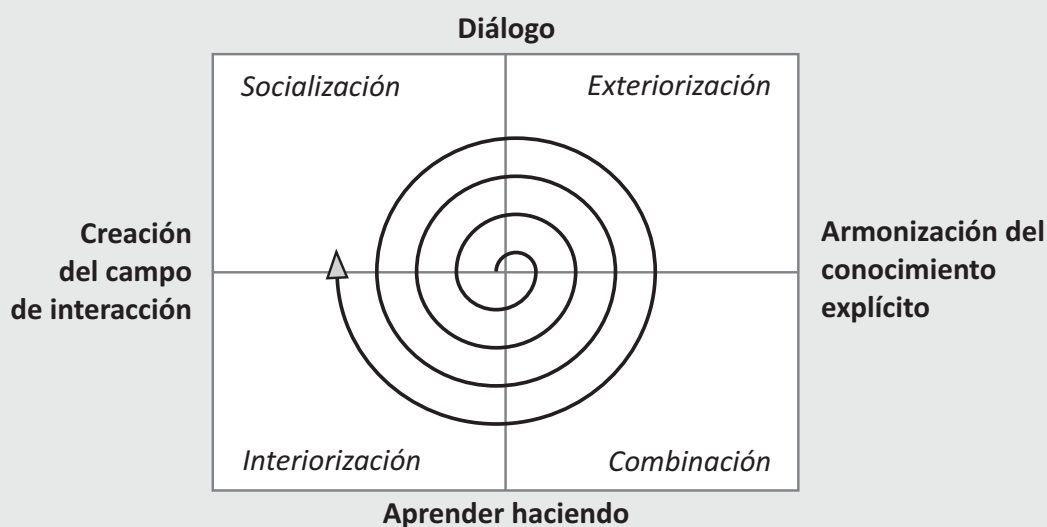 Diálogo
Socialización
Exteriorización
Creación
del campo
de interacción
Armonización del
conocimiento
explícito
Interiorización
Combinación
Aprender haciendo